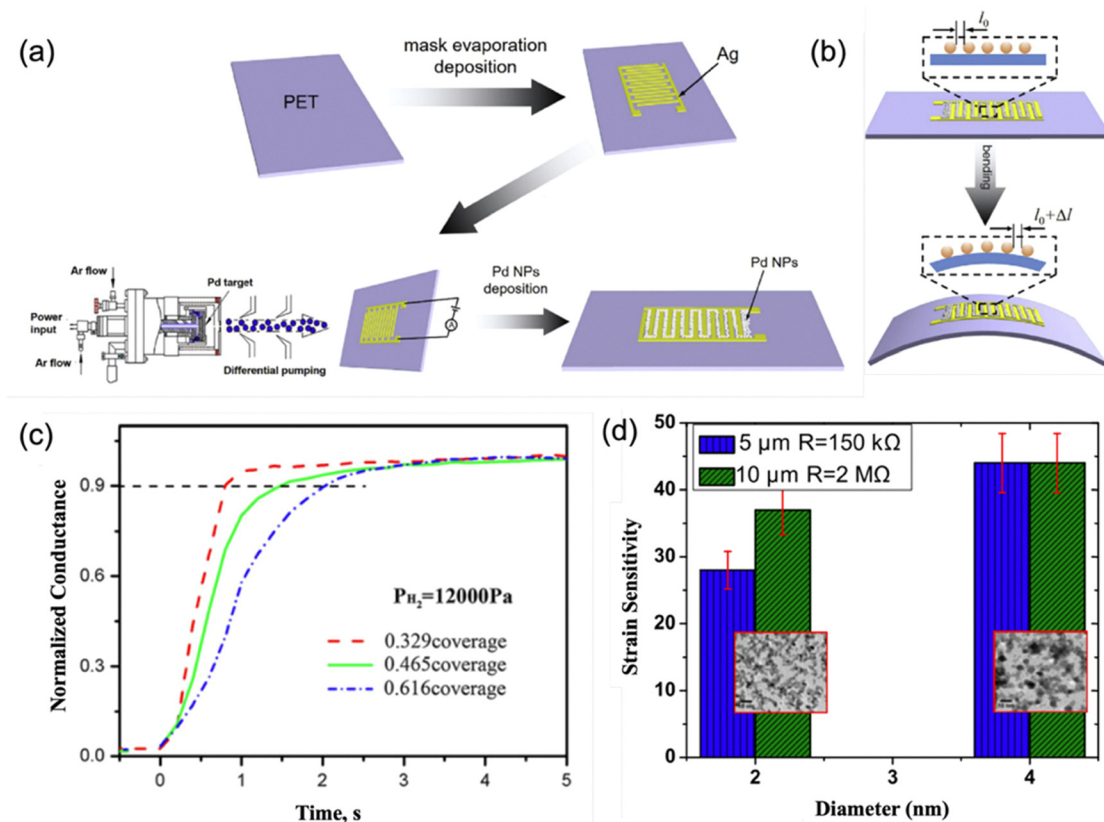 (a)
mask evaporation
deposition
PET
Ag
Ar flow
Pd target
Power
input
Ar flow
Differential pumping
A
Pd NPs
deposition
Pd NPs
(b)
l₀
bending
l₀+Δl
(c)
Normalized Conductance
0.9
0.6
0.3
0.0
P_H₂=12000Pa
0.329coverage
0.465coverage
0.616coverage
0 1 2 3 4 5
Time, s
(d)
Strain Sensitivity
50
40
30
20
10
0
5 µm R=150 kΩ
10 µm R=2 MΩ
2 3 4
Diameter (nm)